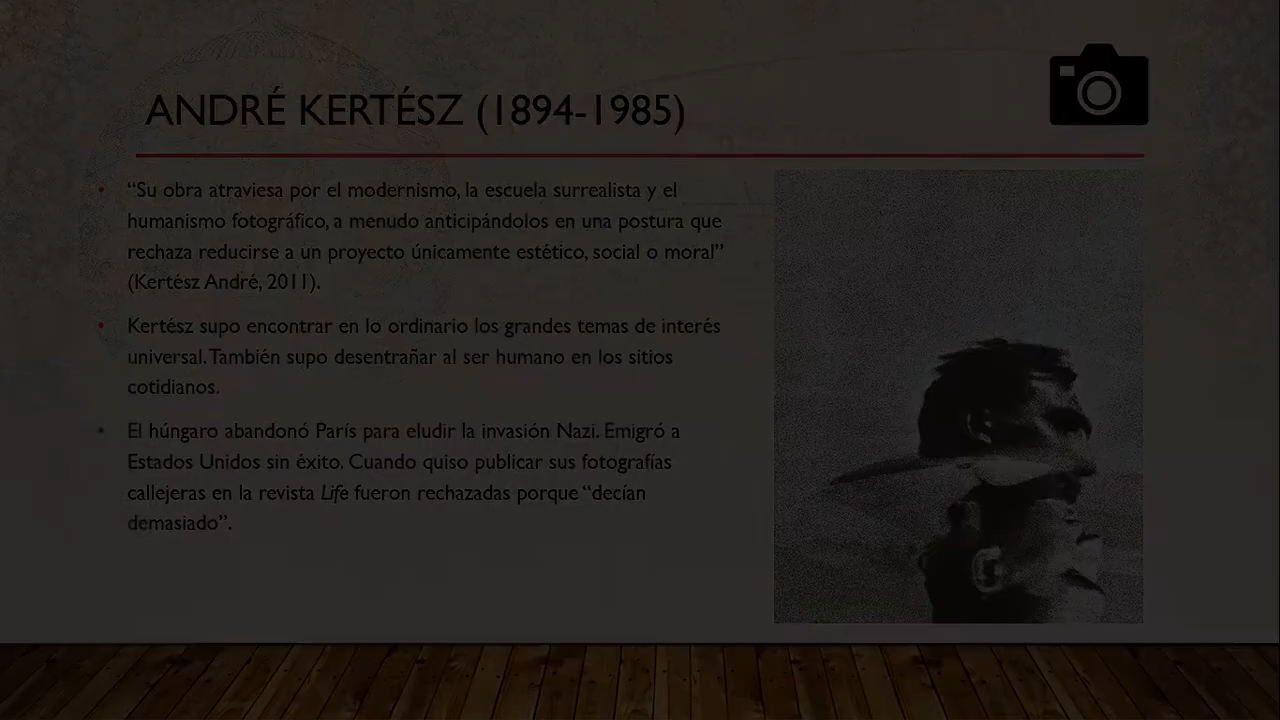 ANDRÉ KERTÉSZ (1894-1985)
• “Su obra atraviesa por el modernismo, la escuela surrealista y el
humanismo fotográfico, a menudo anticipándolos en una postura que
rechaza reducirse a un proyecto únicamente estético, social o moral”
(Kertész André, 2011).
• Kertész supo encontrar en lo ordinario los grandes temas de interés
universal. También supo desentrañar al ser humano en los sitios
cotidianos.
• El húngaro abandonó París para eludir la invasión Nazi. Emigró a
Estados Unidos sin éxito. Cuando quiso publicar sus fotografías
callejeras en la revista Life fueron rechazadas porque “decían
demasiado”.